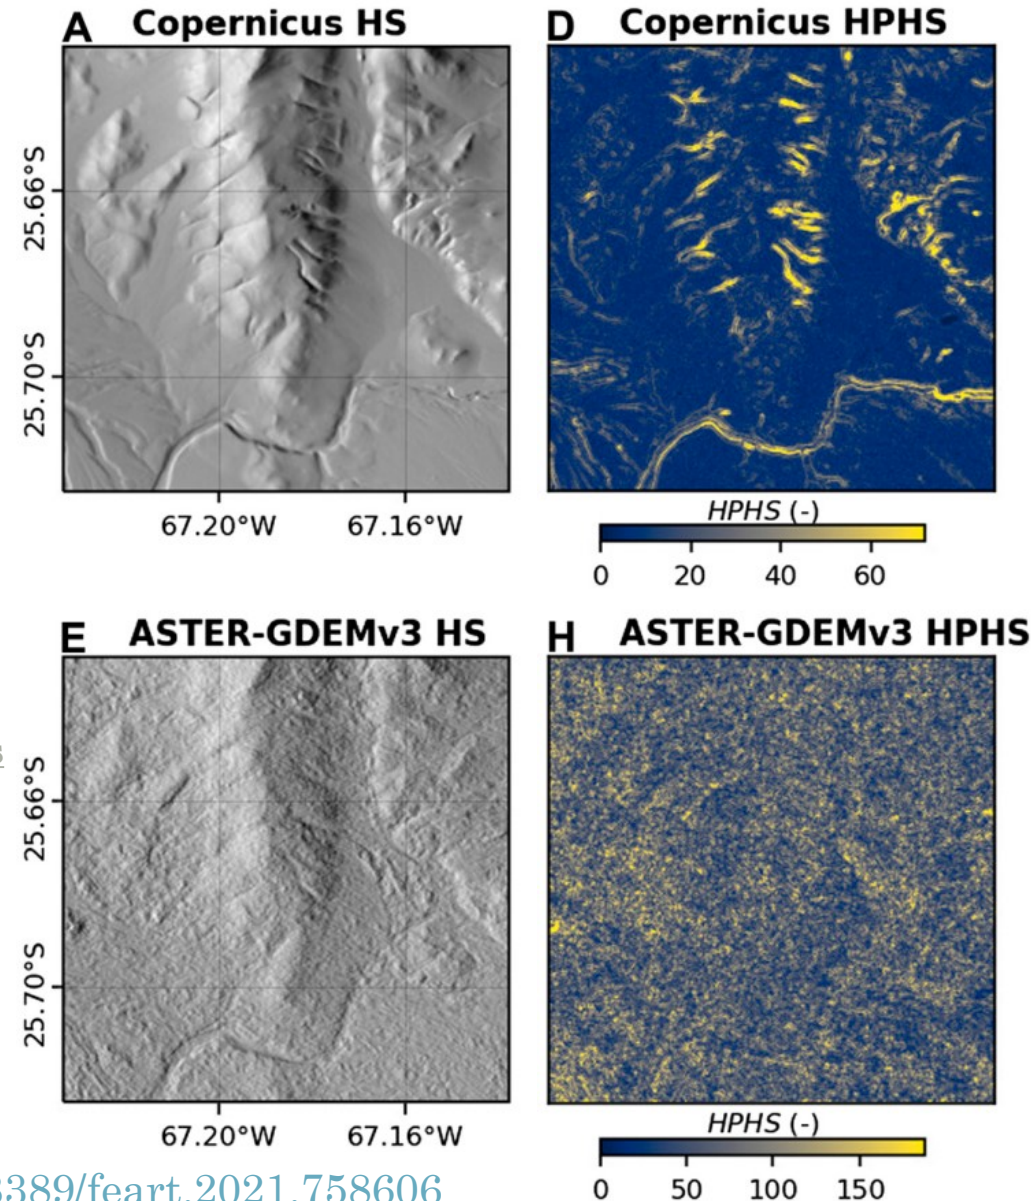 A Copernicus HS
D Copernicus HPHS
25.66°S
25.70°S
67.20°W 67.16°W
HPHS (-)
0 20 40 60
E ASTER-GDEMv3 HS
H ASTER-GDEMv3 HPHS
25.66°S
25.70°S
67.20°W 67.16°W
HPHS (-)
0 50 100 150
3389/feart.2021.758606